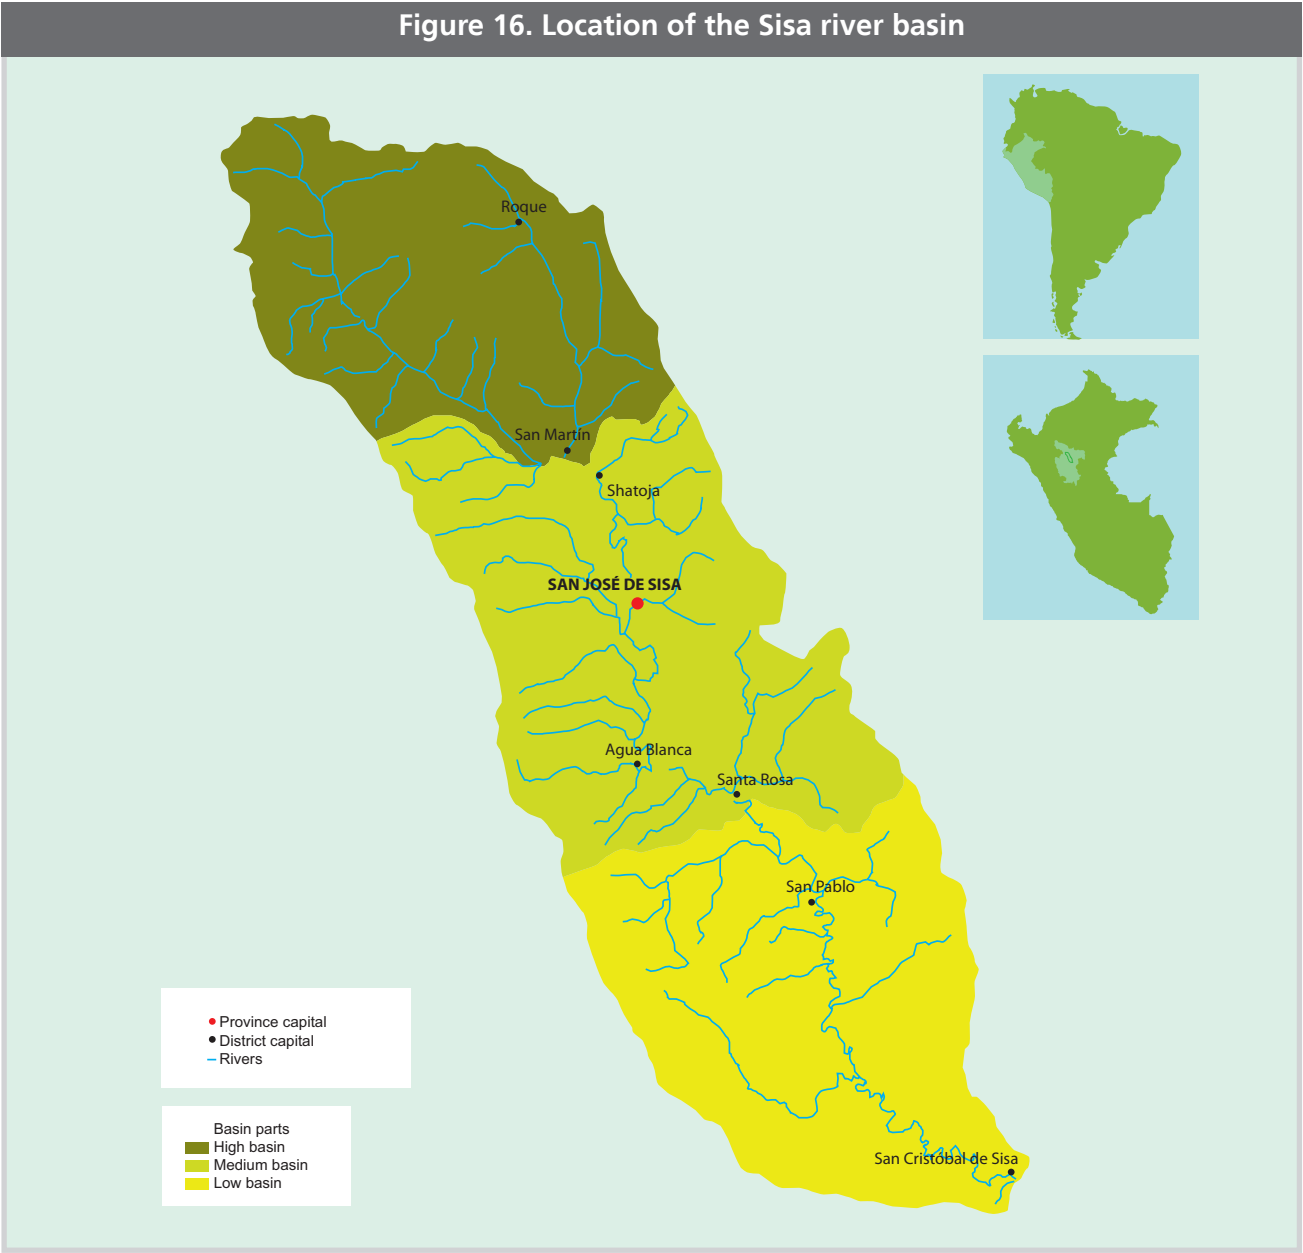 Figure 16. Location of the Sisa river basin
Roque
San Martín
Shatoja
SAN JOSÉ DE SISA
Agua Blanca
Santa Rosa
San Pablo
San Cristóbal de Sisa
Province capital
District capital
Rivers
Basin parts
High basin
Medium basin
Low basin